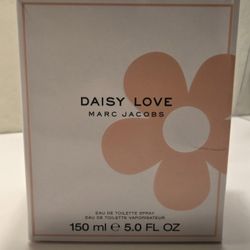 DAISY LOVE
MARC JACOBS
EAU DE TOILETTE SPRAY
EAU DE TOILETTE VAPORISATEUR
150 ml ℮ 5.0 FL OZ